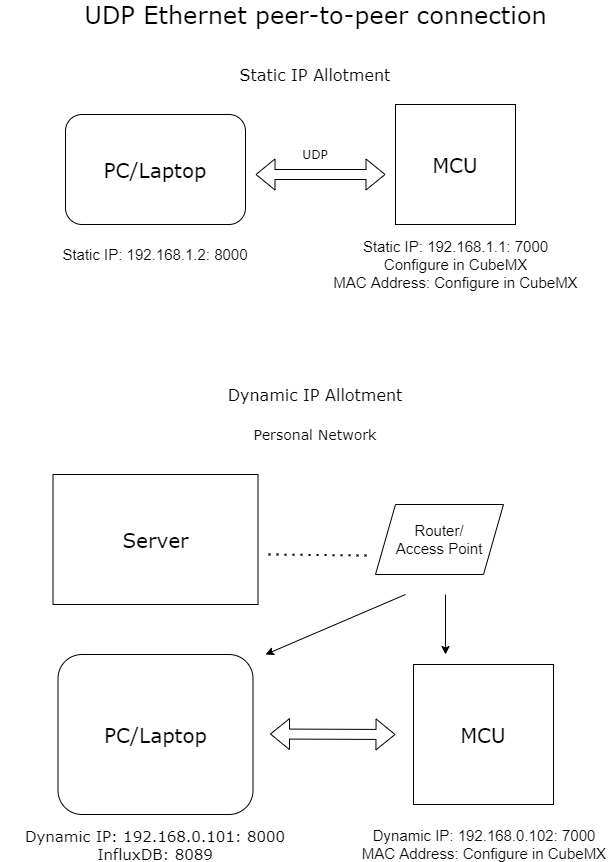 UDP Ethernet peer-to-peer connection
Static IP Allotment
PC/Laptop
UDP
MCU
Static IP: 192.168.1.2: 8000
Static IP: 192.168.1.1: 7000
Configure in CubeMX
MAC Address: Configure in CubeMX
Dynamic IP Allotment
Personal Network
Server
Router/
Access Point
PC/Laptop
MCU
Dynamic IP: 192.168.0.101: 8000
InfluxDB: 8089
Dynamic IP: 192.168.0.102: 7000
MAC Address: Configure in CubeMX